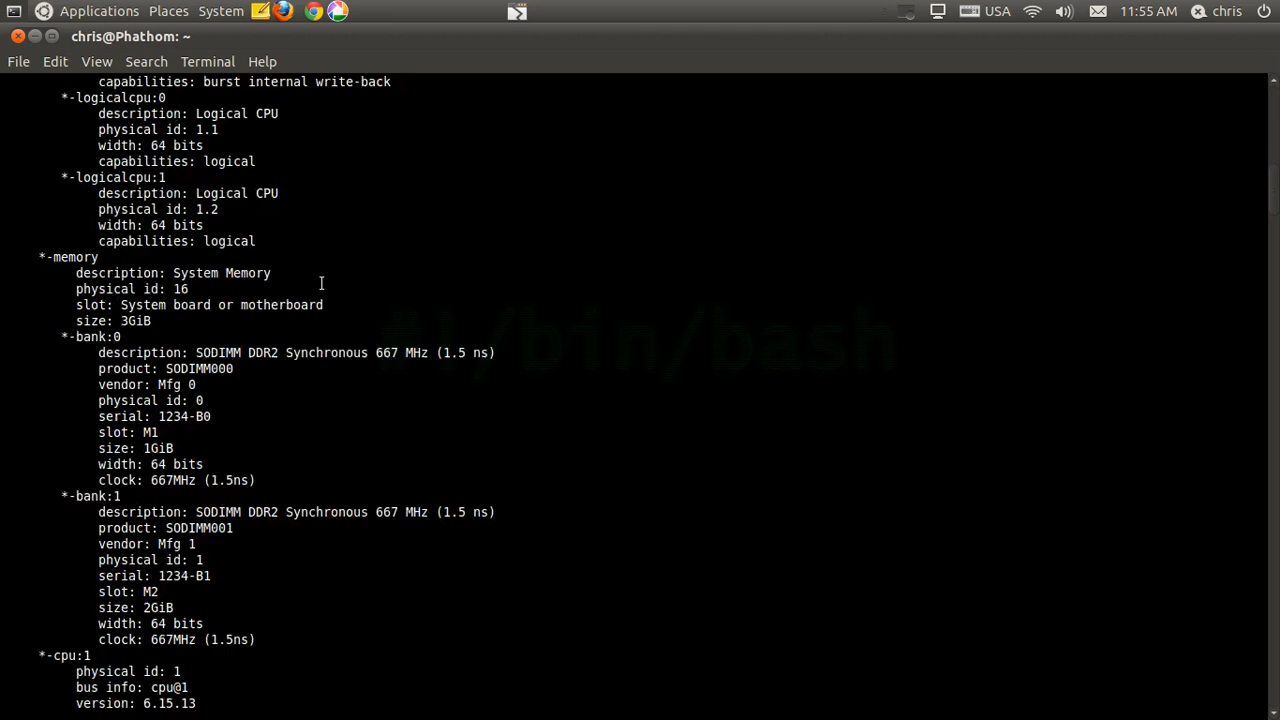 Applications Places System USA 11:55 AM chris
chris@Phathom: ~
File Edit View Search Terminal Help
capabilities: burst internal write-back
*-logicalcpu:0
description: Logical CPU
physical id: 1.1
width: 64 bits
capabilities: logical
*-logicalcpu:1
description: Logical CPU
physical id: 1.2
width: 64 bits
capabilities: logical
*-memory
description: System Memory
physical id: 16
slot: System board or motherboard
size: 3GiB
#!/bin/bash
*-bank:0
description: SODIMM DDR2 Synchronous 667 MHz (1.5 ns)
product: SODIMM000
vendor: Mfg 0
physical id: 0
serial: 1234-B0
slot: M1
size: 1GiB
width: 64 bits
clock: 667MHz (1.5ns)
*-bank:1
description: SODIMM DDR2 Synchronous 667 MHz (1.5 ns)
product: SODIMM001
vendor: Mfg 1
physical id: 1
serial: 1234-B1
slot: M2
size: 2GiB
width: 64 bits
clock: 667MHz (1.5ns)
*-cpu:1
physical id: 1
bus info: cpu@1
version: 6.15.13